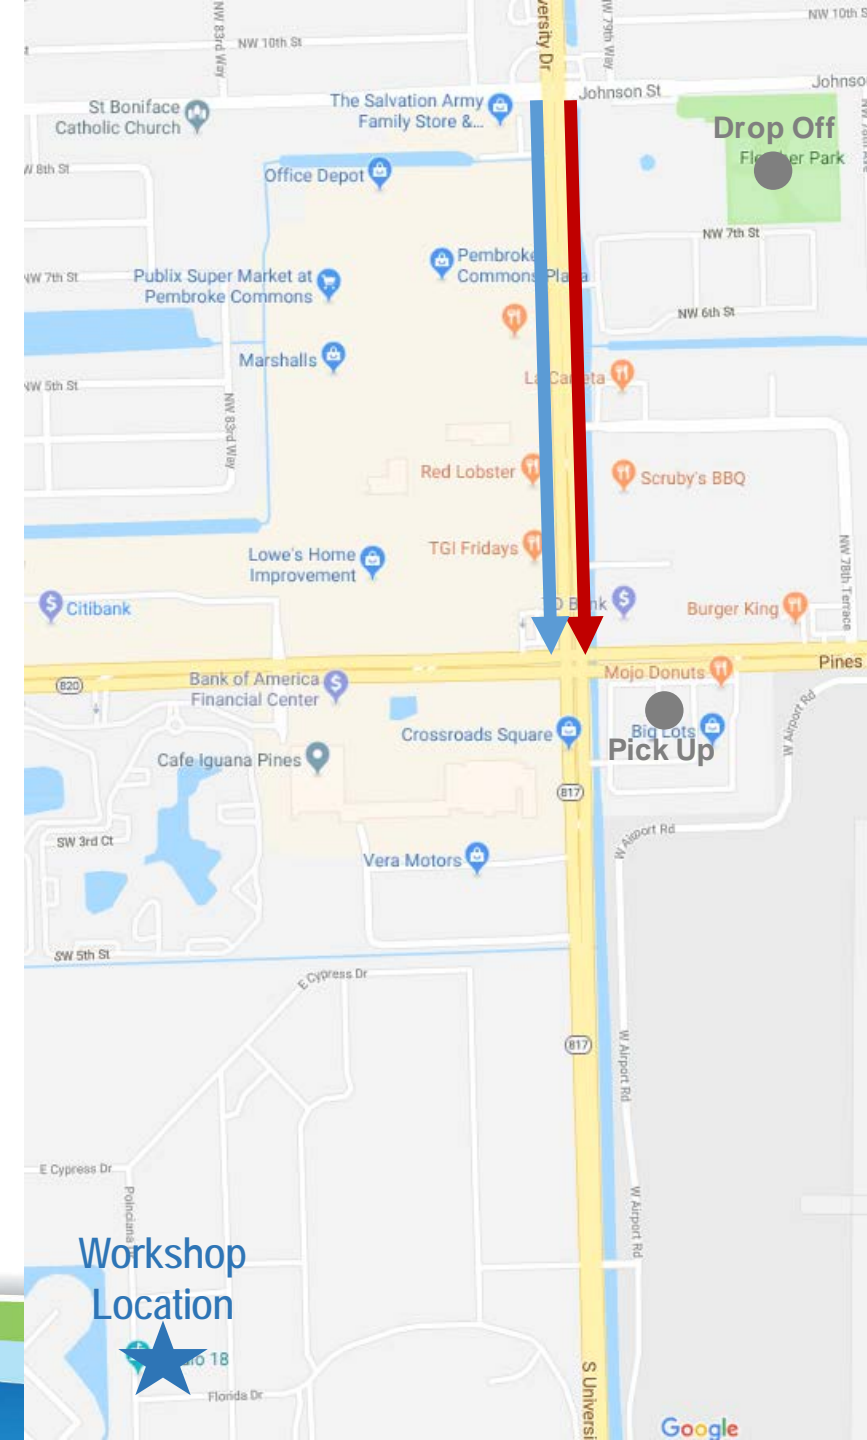 NW 10th St
NW 83rd Way
NW 10th St
versity Dr
NW 79th Way
St Boniface
Catholic Church
The Salvation Army
Family Store &...
Johnson St
Johnso
Drop Off
Park
W 8th St
Office Depot
NW 7th St
NW 7th St
Publix Super Market at
Pembroke Commons
Pembroke
Commons Plaza
NW 6th St
Marshalls
NW 5th St
NW 83rd Way
Red Lobster
Scruby's BBQ
TGI Fridays
Lowe's Home
Improvement
NW 78th Terrace
Citibank
Burger King
820
Bank of America
Financial Center
Mojo Donuts
Pines
Crossroads Square
Big Lots
Pick Up
W Airport Rd
Cafe Iguana Pines
817
SW 3rd Ct
W Airport Rd
Vera Motors
SW 5th St
E Cypress Dr
817
W Airport Rd
E Cypress Dr
Poinciana
W Airport Rd
Workshop
Location
18
Florida Dr
S Universi
Google